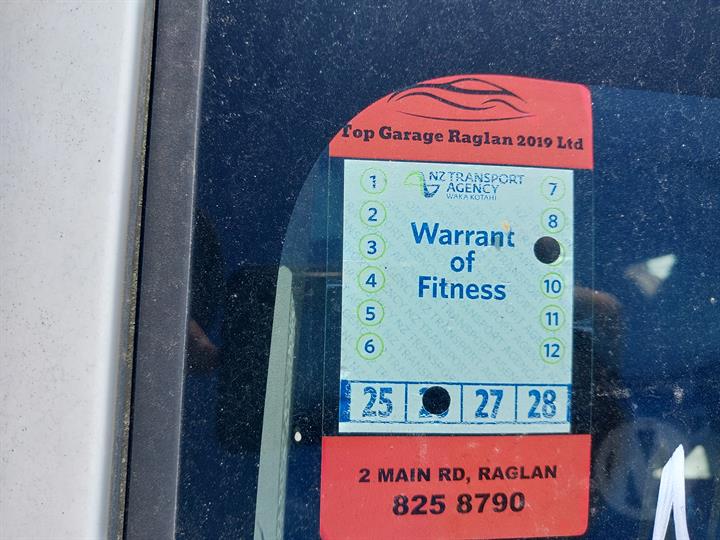 Top Garage Raglan 2019 Ltd
NZ TRANSPORT
AGENCY
WAKA KOTAHI
1
2
3
4
5
6
7
8
10
11
12
Warrant
of
Fitness
25 27 28
2 MAIN RD, RAGLAN
825 8790